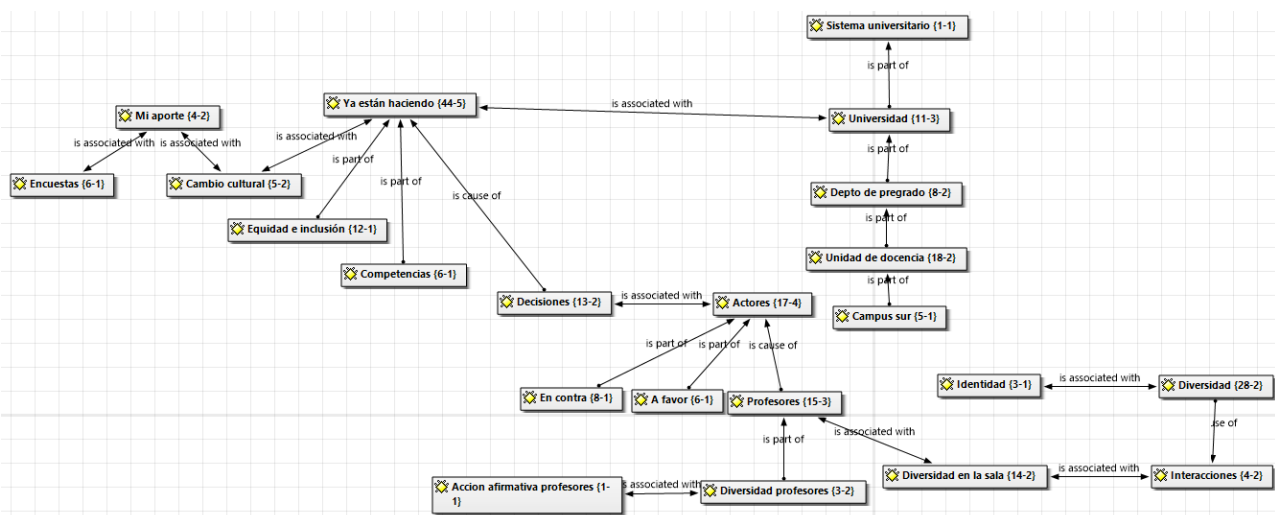 Sistema universitario {1-1}
is part of
Ya están haciendo {44-5}
is associated with
Mi aporte {4-2}
Universidad {11-3}
is associated with
is associated with
is associated with
is part of
is part of
Encuestas {6-1}
Cambio cultural {5-2}
is part of
Depto de pregrado {8-2}
is cause of
is part of
Equidad e inclusión {12-1}
Unidad de docencia {18-2}
Competencias {6-1}
is part of
Decisiones {13-2}
is associated with
Actores {17-4}
Campus sur {5-1}
is part of
is part of
is cause of
Identidad {3-1}
is associated with
Diversidad {28-2}
En contra {8-1}
A favor {6-1}
Profesores {15-3}
is part of
is associated with
use of
Accion afirmativa profesores {1-
1}
s associated with
Diversidad profesores {3-2}
Diversidad en la sala {14-2}
is associated with
Interacciones {4-2}